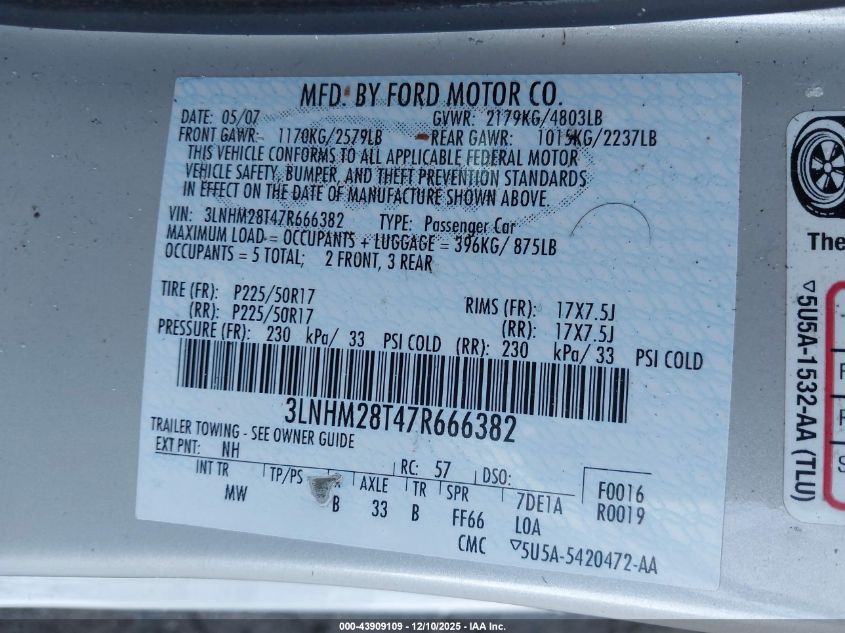 MFD. BY FORD MOTOR CO.
DATE: 05/07 GVWR: 2179KG/4803LB
FRONT GAWR: 1170KG/2579LB REAR GAWR: 1015KG/2237LB
THIS VEHICLE CONFORMS TO ALL APPLICABLE FEDERAL MOTOR
VEHICLE SAFETY, BUMPER, AND THEFT PREVENTION STANDARDS
IN EFFECT ON THE DATE OF MANUFACTURE SHOWN ABOVE.
VIN: 3LNHM28T47R666382 TYPE: Passenger Car
MAXIMUM LOAD = OCCUPANTS + LUGGAGE = 396KG/ 875LB
OCCUPANTS = 5 TOTAL; 2 FRONT, 3 REAR
TIRE (FR): P225/50R17 RIMS (FR): 17X7.5J
(RR): P225/50R17 (RR): 17X7.5J
PRESSURE (FR): 230 kPa/ 33 PSI COLD (RR): 230 kPa/ 33 PSI COLD
3LNHM28T47R666382
TRAILER TOWING - SEE OWNER GUIDE
EXT PNT: NH RC: 57 DSO:
INT TR TP/PS AXLE TR SPR 7DE1A F0016
MW B 33 B FF66 L0A R0019
CMC ▽5U5A-5420472-AA
The
▽5U5A-1532-AA (TLU)
F
F
S
000-43909109 - 12/10/2025 - IAA Inc.